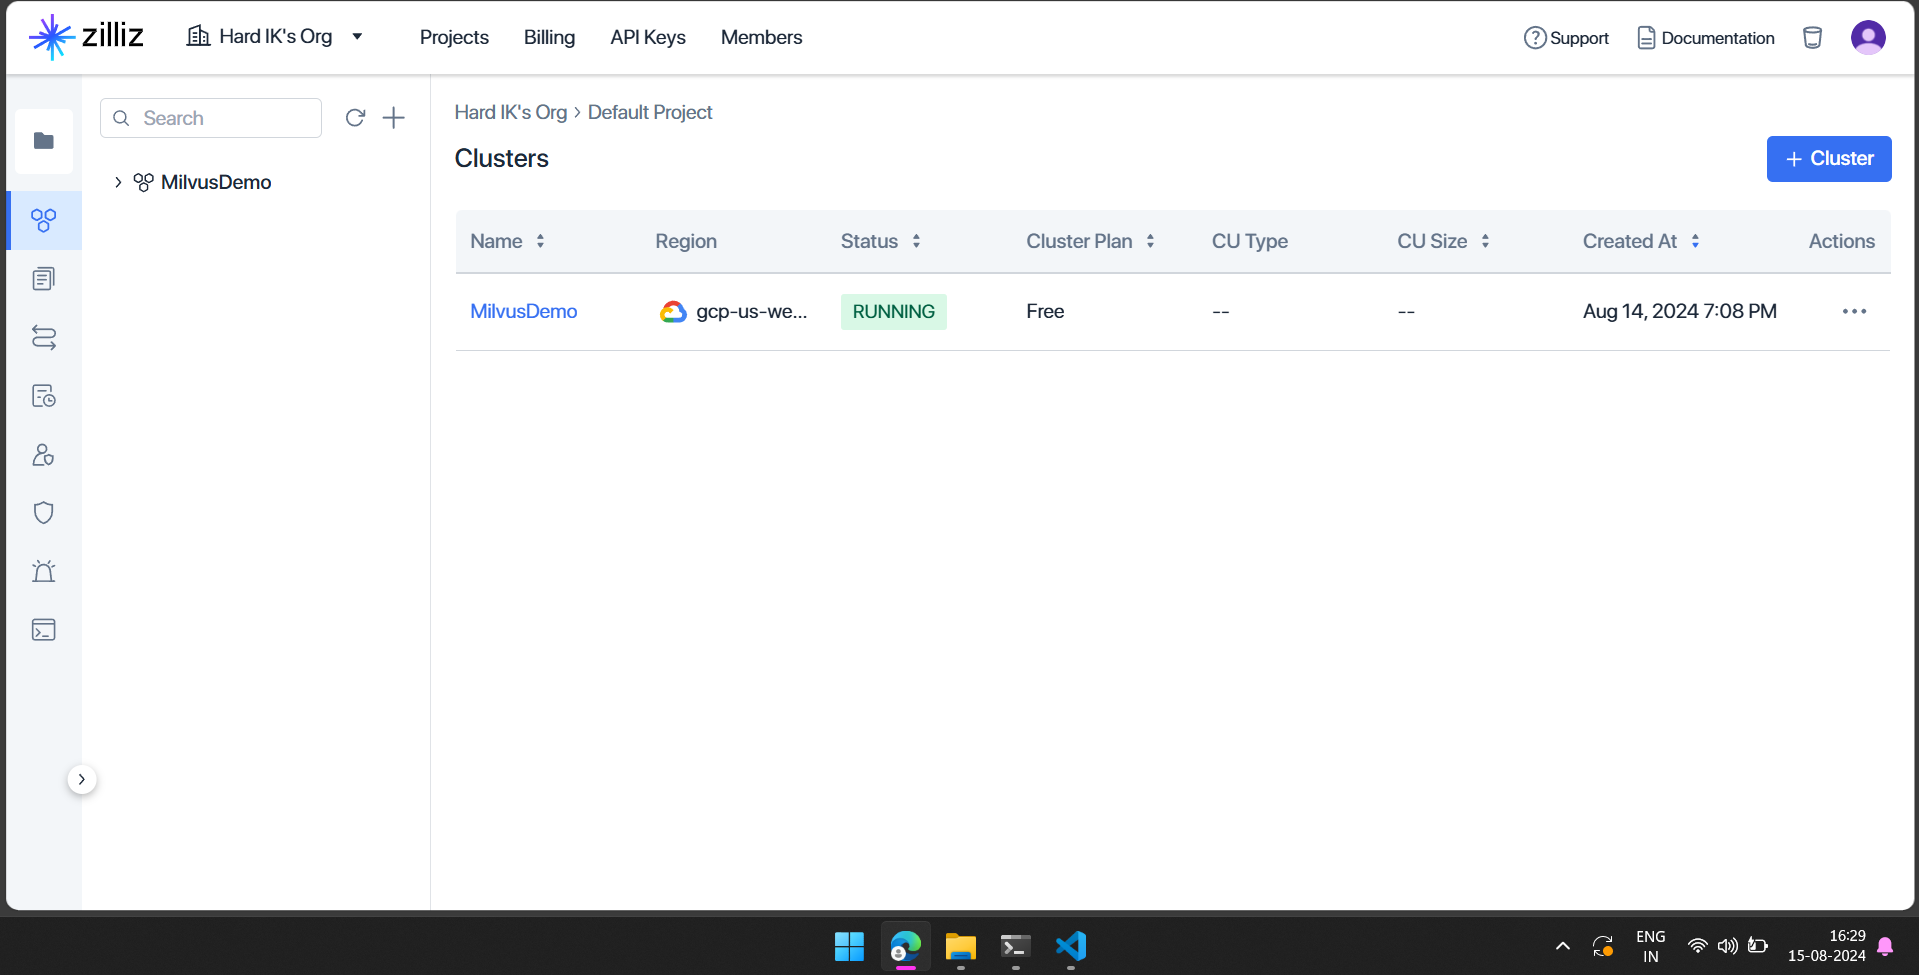 zilliz Hard IK's Org Projects Billing API Keys Members Support Documentation
Search
MilvusDemo
Hard IK's Org > Default Project
Clusters
+ Cluster
Name Region Status Cluster Plan CU Type CU Size Created At Actions
MilvusDemo gcp-us-we... RUNNING Free -- -- Aug 14, 2024 7:08 PM
ENG
IN
16:29
15-08-2024